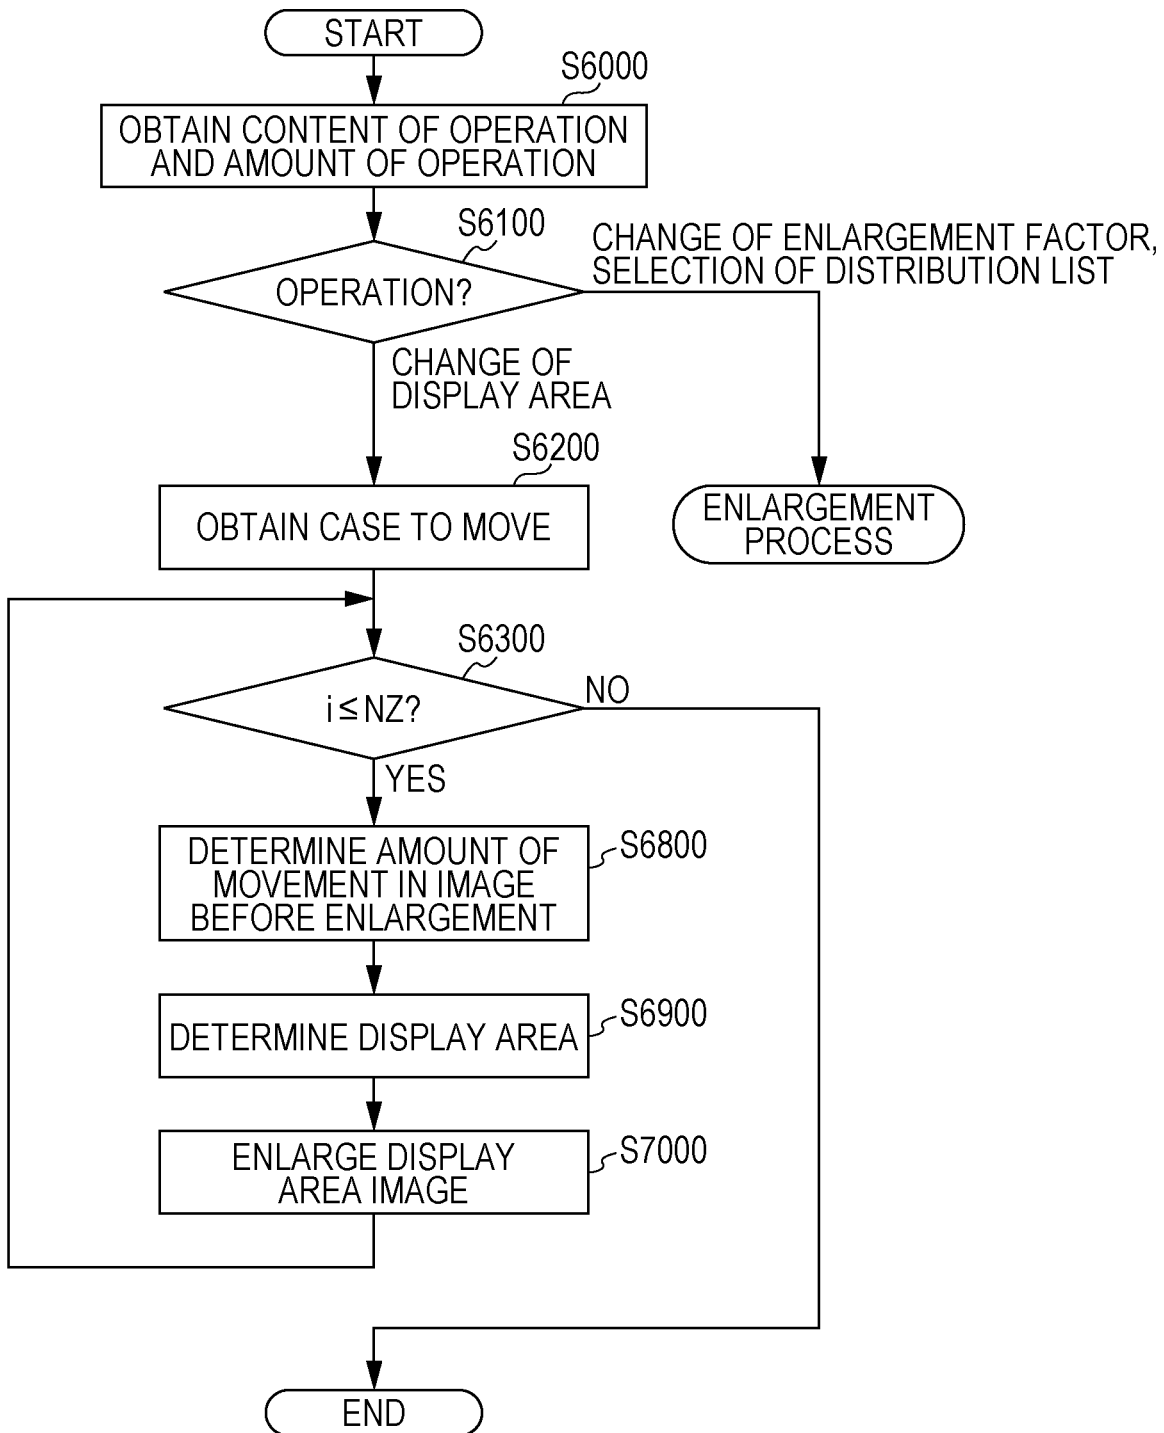 START
S6000
OBTAIN CONTENT OF OPERATION
AND AMOUNT OF OPERATION
S6100
OPERATION?
CHANGE OF ENLARGEMENT FACTOR,
SELECTION OF DISTRIBUTION LIST
CHANGE OF
DISPLAY AREA
S6200
OBTAIN CASE TO MOVE
ENLARGEMENT
PROCESS
S6300
i≤NZ?
NO
YES
DETERMINE AMOUNT OF
MOVEMENT IN IMAGE
BEFORE ENLARGEMENT
S6800
DETERMINE DISPLAY AREA
S6900
ENLARGE DISPLAY
AREA IMAGE
S7000
END